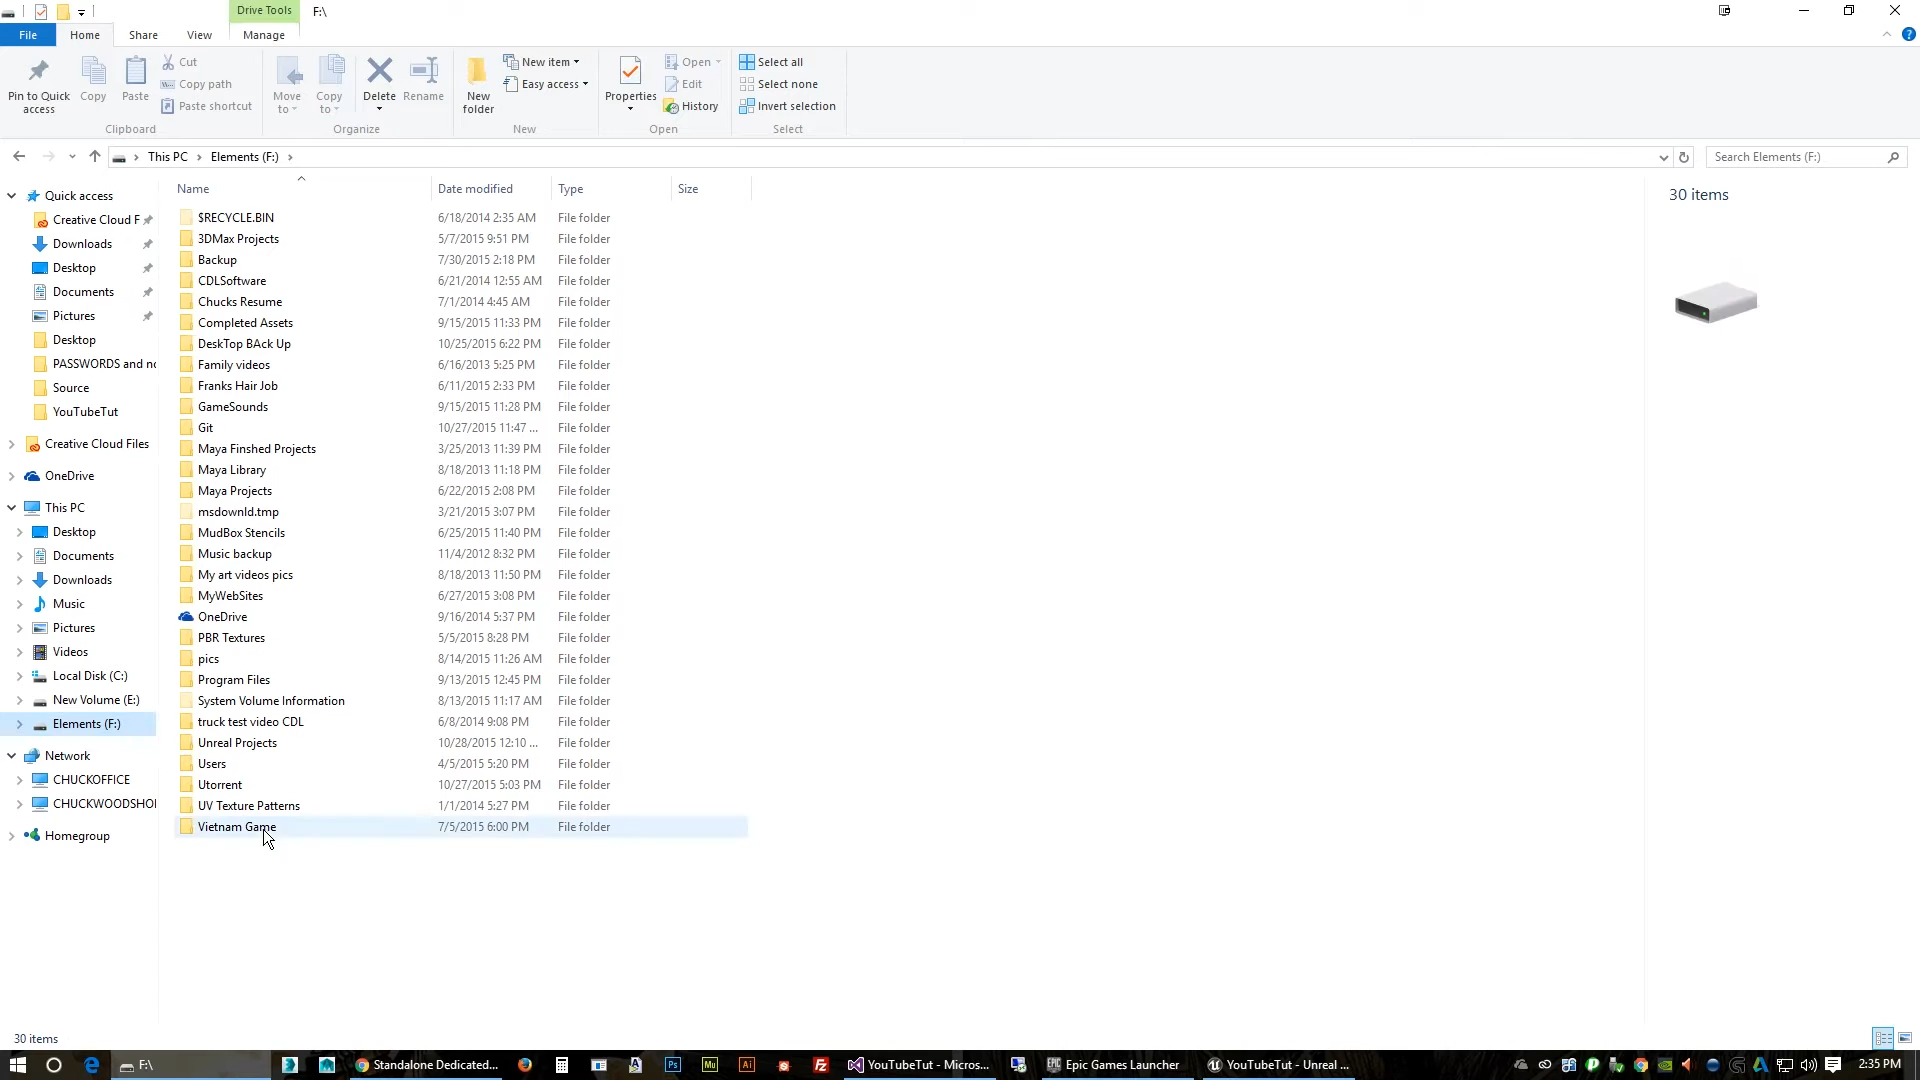 Drive Tools
F:\
File
Home
Share
View
Manage
Pin to Quick access
Copy
Paste
Cut
Copy path
Paste shortcut
Clipboard
Move to
Copy to
Delete
Rename
Organize
New folder
New item
Easy access
New
Properties
Open
Edit
History
Open
Select all
Select none
Invert selection
Select
This PC
Elements (F:)
Search Elements (F:)
Name
Date modified
Type
Size
30 items
Quick access
Creative Cloud F
Downloads
Desktop
Documents
Pictures
Desktop
PASSWORDS and no
Source
YouTubeTut
Creative Cloud Files
OneDrive
This PC
Desktop
Documents
Downloads
Music
Pictures
Videos
Local Disk (C:)
New Volume (E:)
Elements (F:)
Network
CHUCKOFFICE
CHUCKWOODSHOI
Homegroup
$RECYCLE.BIN 6/18/2014 2:35 AM File folder
3DMax Projects 5/7/2015 9:51 PM File folder
Backup 7/30/2015 2:18 PM File folder
CDLSoftware 6/21/2014 12:55 AM File folder
Chucks Resume 7/1/2014 4:45 AM File folder
Completed Assets 9/15/2015 11:33 PM File folder
DeskTop BAck Up 10/25/2015 6:22 PM File folder
Family videos 6/16/2013 5:25 PM File folder
Franks Hair Job 6/11/2015 2:33 PM File folder
GameSounds 9/15/2015 11:28 PM File folder
Git 10/27/2015 11:47 ... File folder
Maya Finshed Projects 3/25/2013 11:39 PM File folder
Maya Library 8/18/2013 11:18 PM File folder
Maya Projects 6/22/2015 2:08 PM File folder
msdownld.tmp 3/21/2015 3:07 PM File folder
MudBox Stencils 6/25/2015 11:40 PM File folder
Music backup 11/4/2012 8:32 PM File folder
My art videos pics 8/18/2013 11:50 PM File folder
MyWebSites 6/27/2015 3:08 PM File folder
OneDrive 9/16/2014 5:37 PM File folder
PBR Textures 5/5/2015 8:28 PM File folder
pics 8/14/2015 11:26 AM File folder
Program Files 9/13/2015 12:45 PM File folder
System Volume Information 8/13/2015 11:17 AM File folder
truck test video CDL 6/8/2014 9:08 PM File folder
Unreal Projects 10/28/2015 12:10 ... File folder
Users 4/5/2015 5:20 PM File folder
Utorrent 10/27/2015 5:03 PM File folder
UV Texture Patterns 1/1/2014 5:27 PM File folder
Vietnam Game 7/5/2015 6:00 PM File folder
30 items
F:\
Standalone Dedicated...
Ps
Mu
Ai
Fz
YouTubeTut - Micros...
Epic Games Launcher
YouTubeTut - Unreal ...
2:35 PM